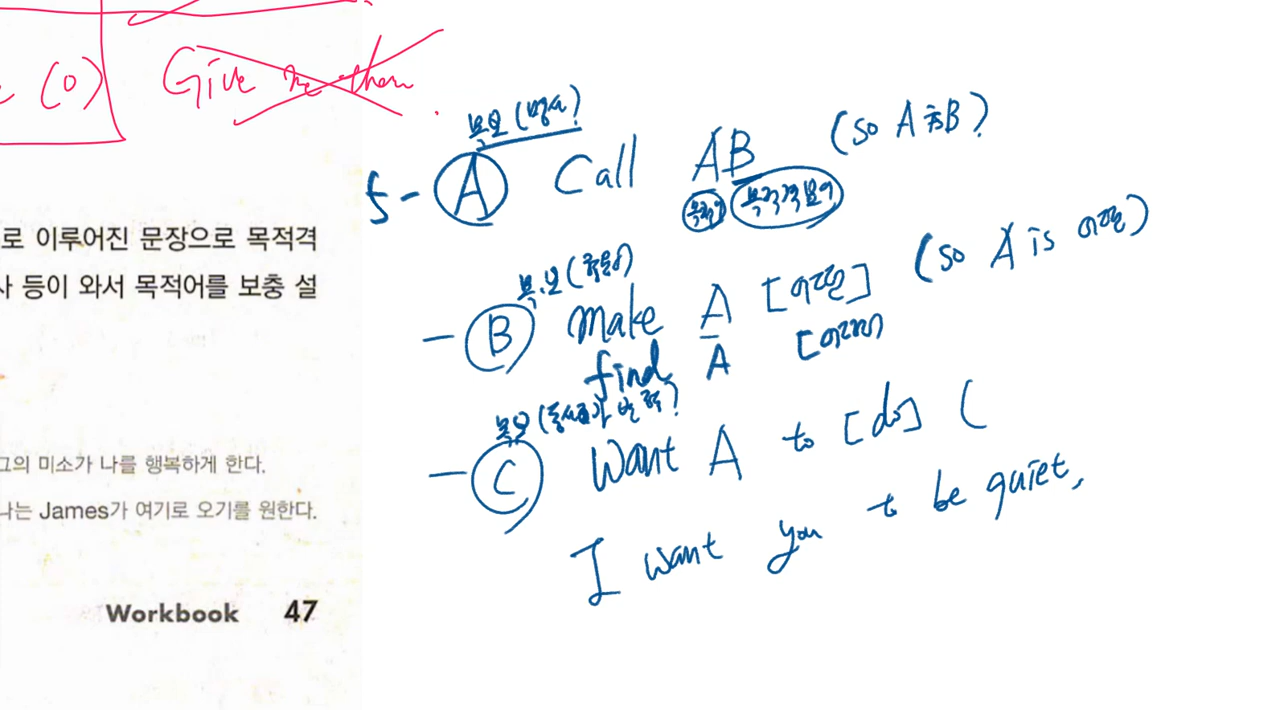 (0)
Give me them
목보(명사)
5 - A Call AB (so A is B)
목적어 목적격 보어
로 이루어진 문장으로 목적격
사 등이 와서 목적어를 보충 설
목.보(형용사)
- B make A [어떤] (so A is 어떤)
find A
목보(
- C Want A to [do] (
그의 미소가 나를 행복하게 한다.
나는 James가 여기로 오기를 원한다.
I want you to be quiet,
Workbook 47